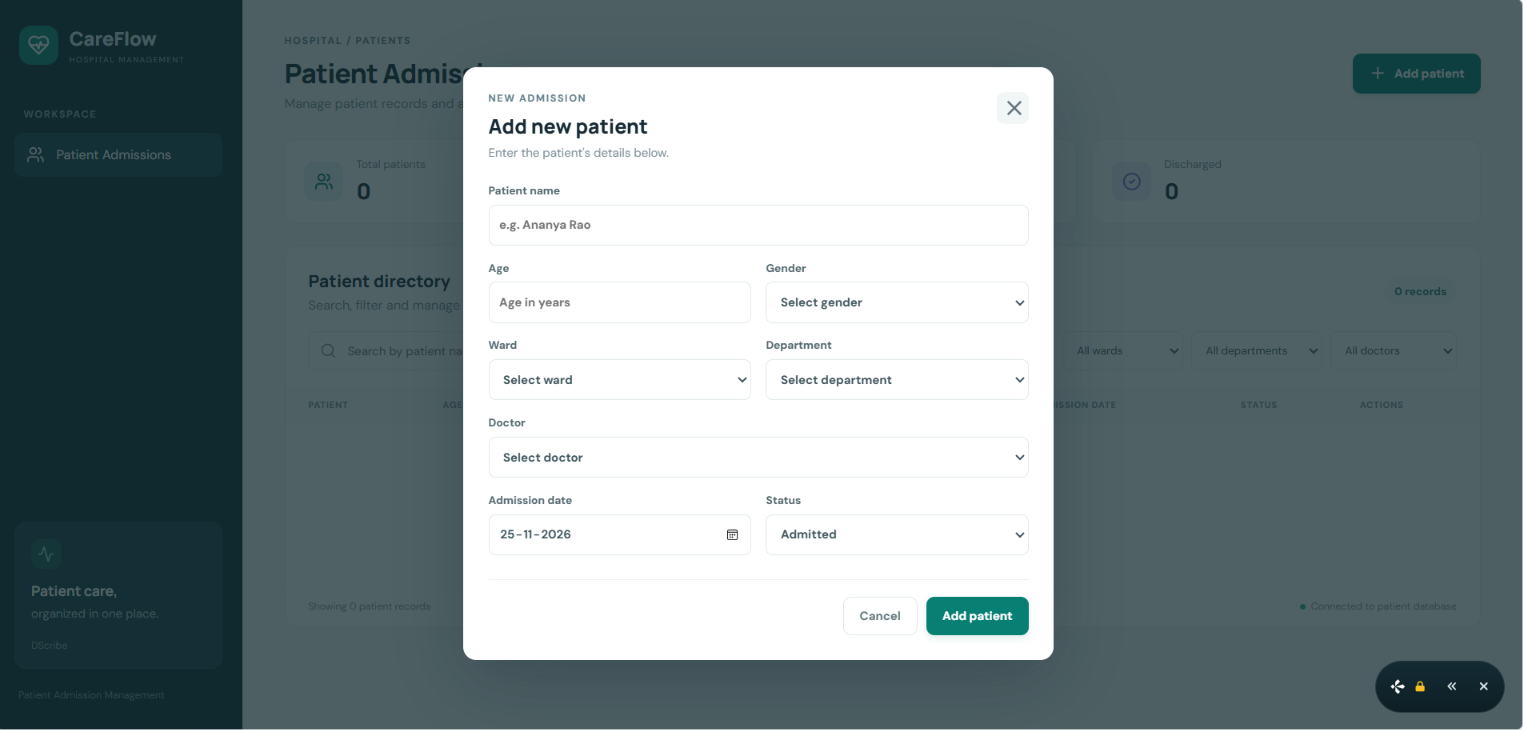 CareFlow
HOSPITAL MANAGEMENT
WORKSPACE
Patient Admissions
Patient care,
organized in one place.
DScribe
Patient Admission Management
HOSPITAL / PATIENTS
Patient Admiss
Manage patient records and a
Add patient
Total patients
0
Discharged
0
Patient directory
Search, filter and manage
0 records
Search by patient na
All wards
All departments
All doctors
PATIENT
AGE
ISSION DATE
STATUS
ACTIONS
Showing 0 patient records
Connected to patient database
NEW ADMISSION
Add new patient
Enter the patient's details below.
Patient name
e.g. Ananya Rao
Age
Gender
Age in years
Select gender
Ward
Department
Select ward
Select department
Doctor
Select doctor
Admission date
Status
25-11-2026
Admitted
Cancel
Add patient